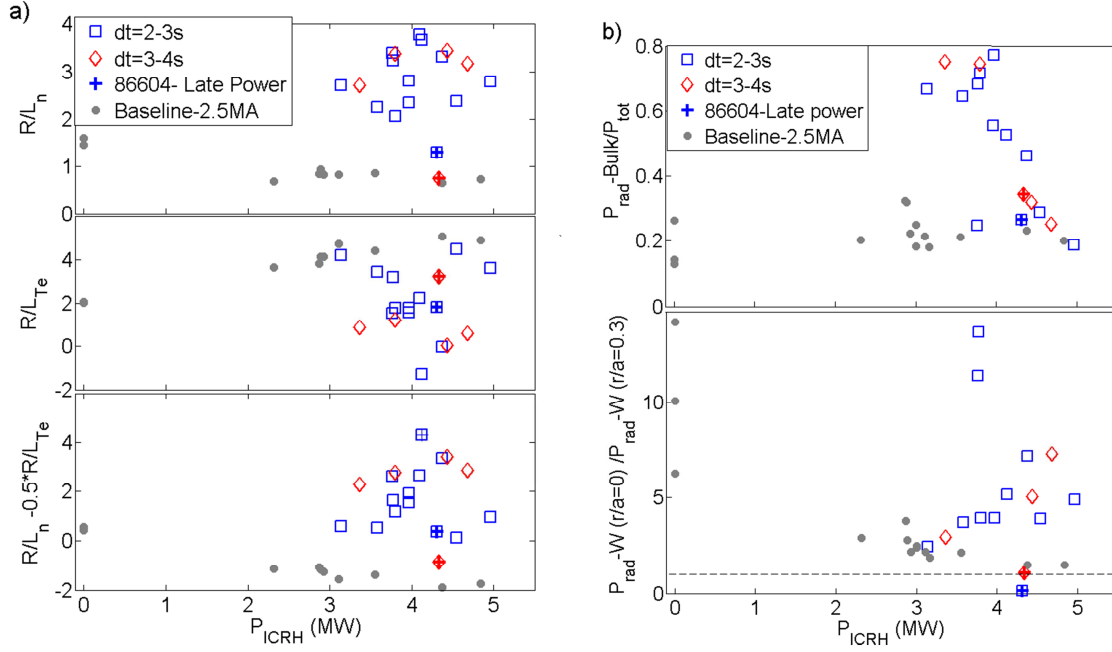 a)
4
3
2
1
0
R/L_n
dt=2-3s
dt=3-4s
86604- Late Power
Baseline-2.5MA
4
2
0
-2
R/L_Te
4
2
0
-2
R/L_n -0.5*R/L_Te
0 1 2 3 4 5
P_ICRH (MW)
b)
0.8
0.6
0.4
0.2
0
P_rad-Bulk/P_tot
dt=2-3s
dt=3-4s
86604-Late power
Baseline-2.5MA
10
5
0
P_rad-W (r/a=0) /P_rad-W (r/a=0.3)
0 1 2 3 4 5
P_ICRH (MW)